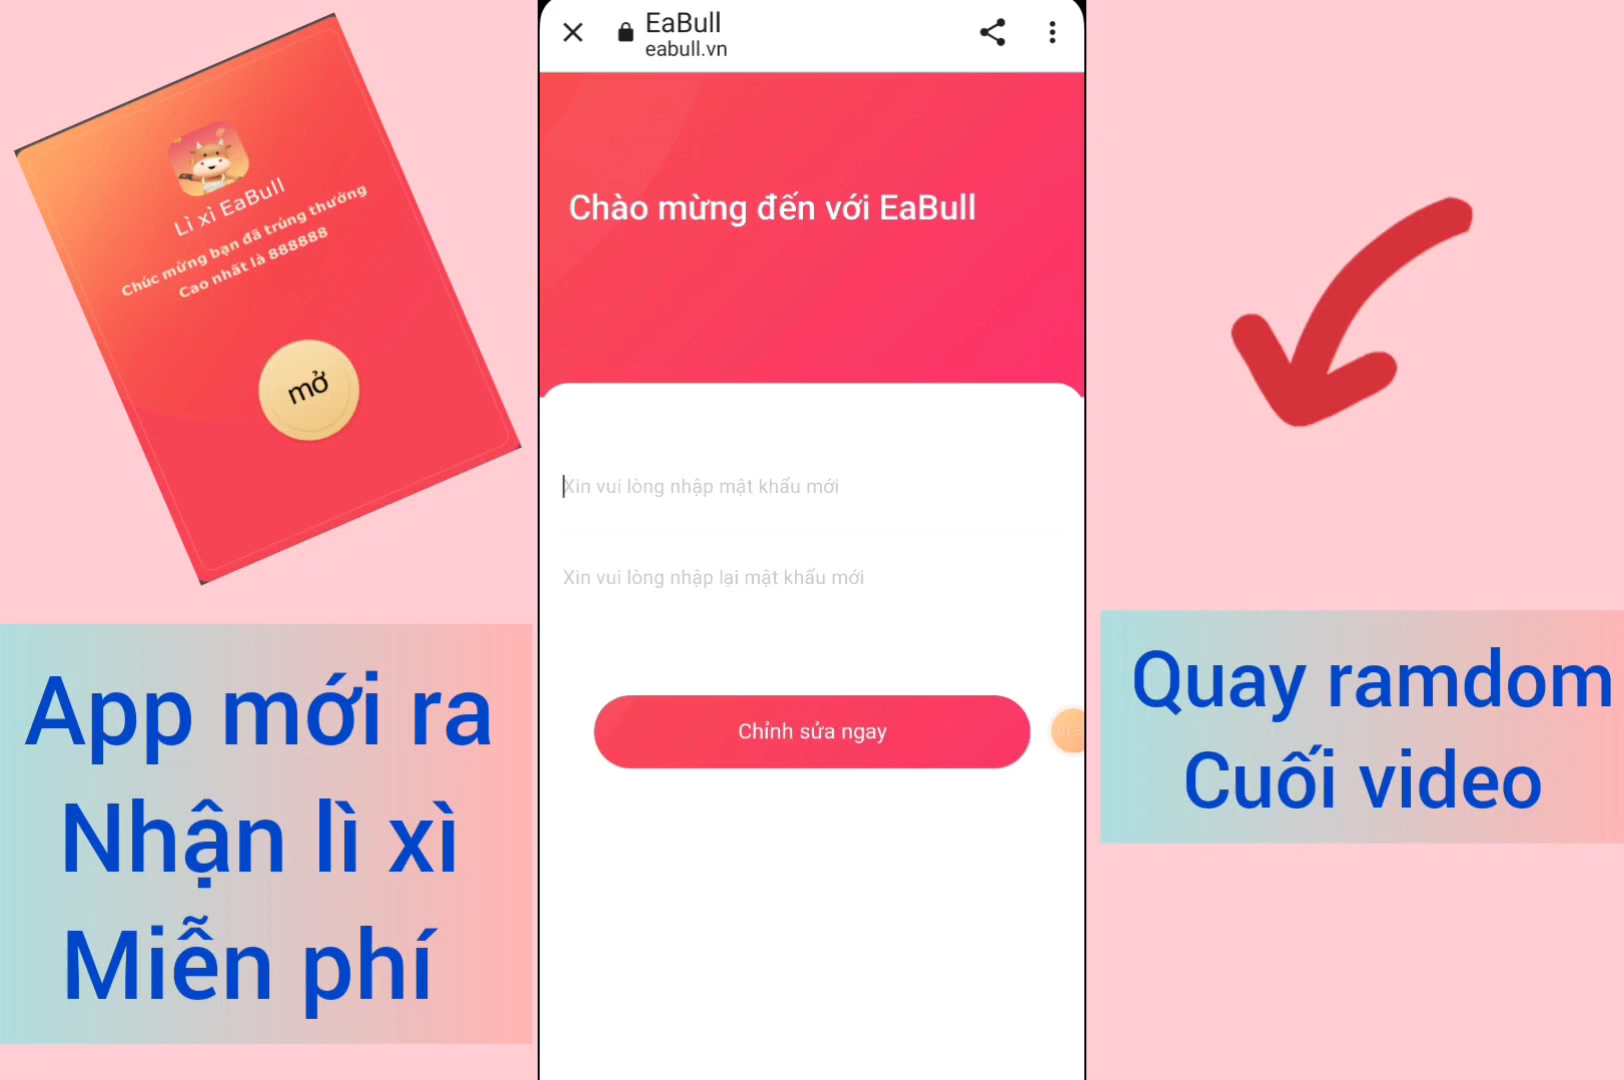 Lì xì EaBull
Chúc mừng bạn đã trúng thưởng
Cao nhất là 888888
mở
App mới ra
Nhận lì xì
Miễn phí
EaBull
eabull.vn
Chào mừng đến với EaBull
Xin vui lòng nhập mật khẩu mới
Xin vui lòng nhập lại mật khẩu mới
Chỉnh sửa ngay
Quay ramdom
Cuối video